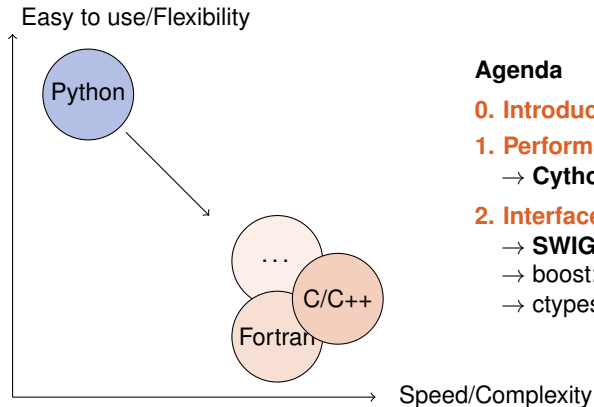 Easy to use/Flexibility
Python
...
C/C++
Fortran
Speed/Complexity
Agenda
0. Introduc
1. Perform
→ Cytho
2. Interface
→ SWIG
→ boost:
→ ctypes